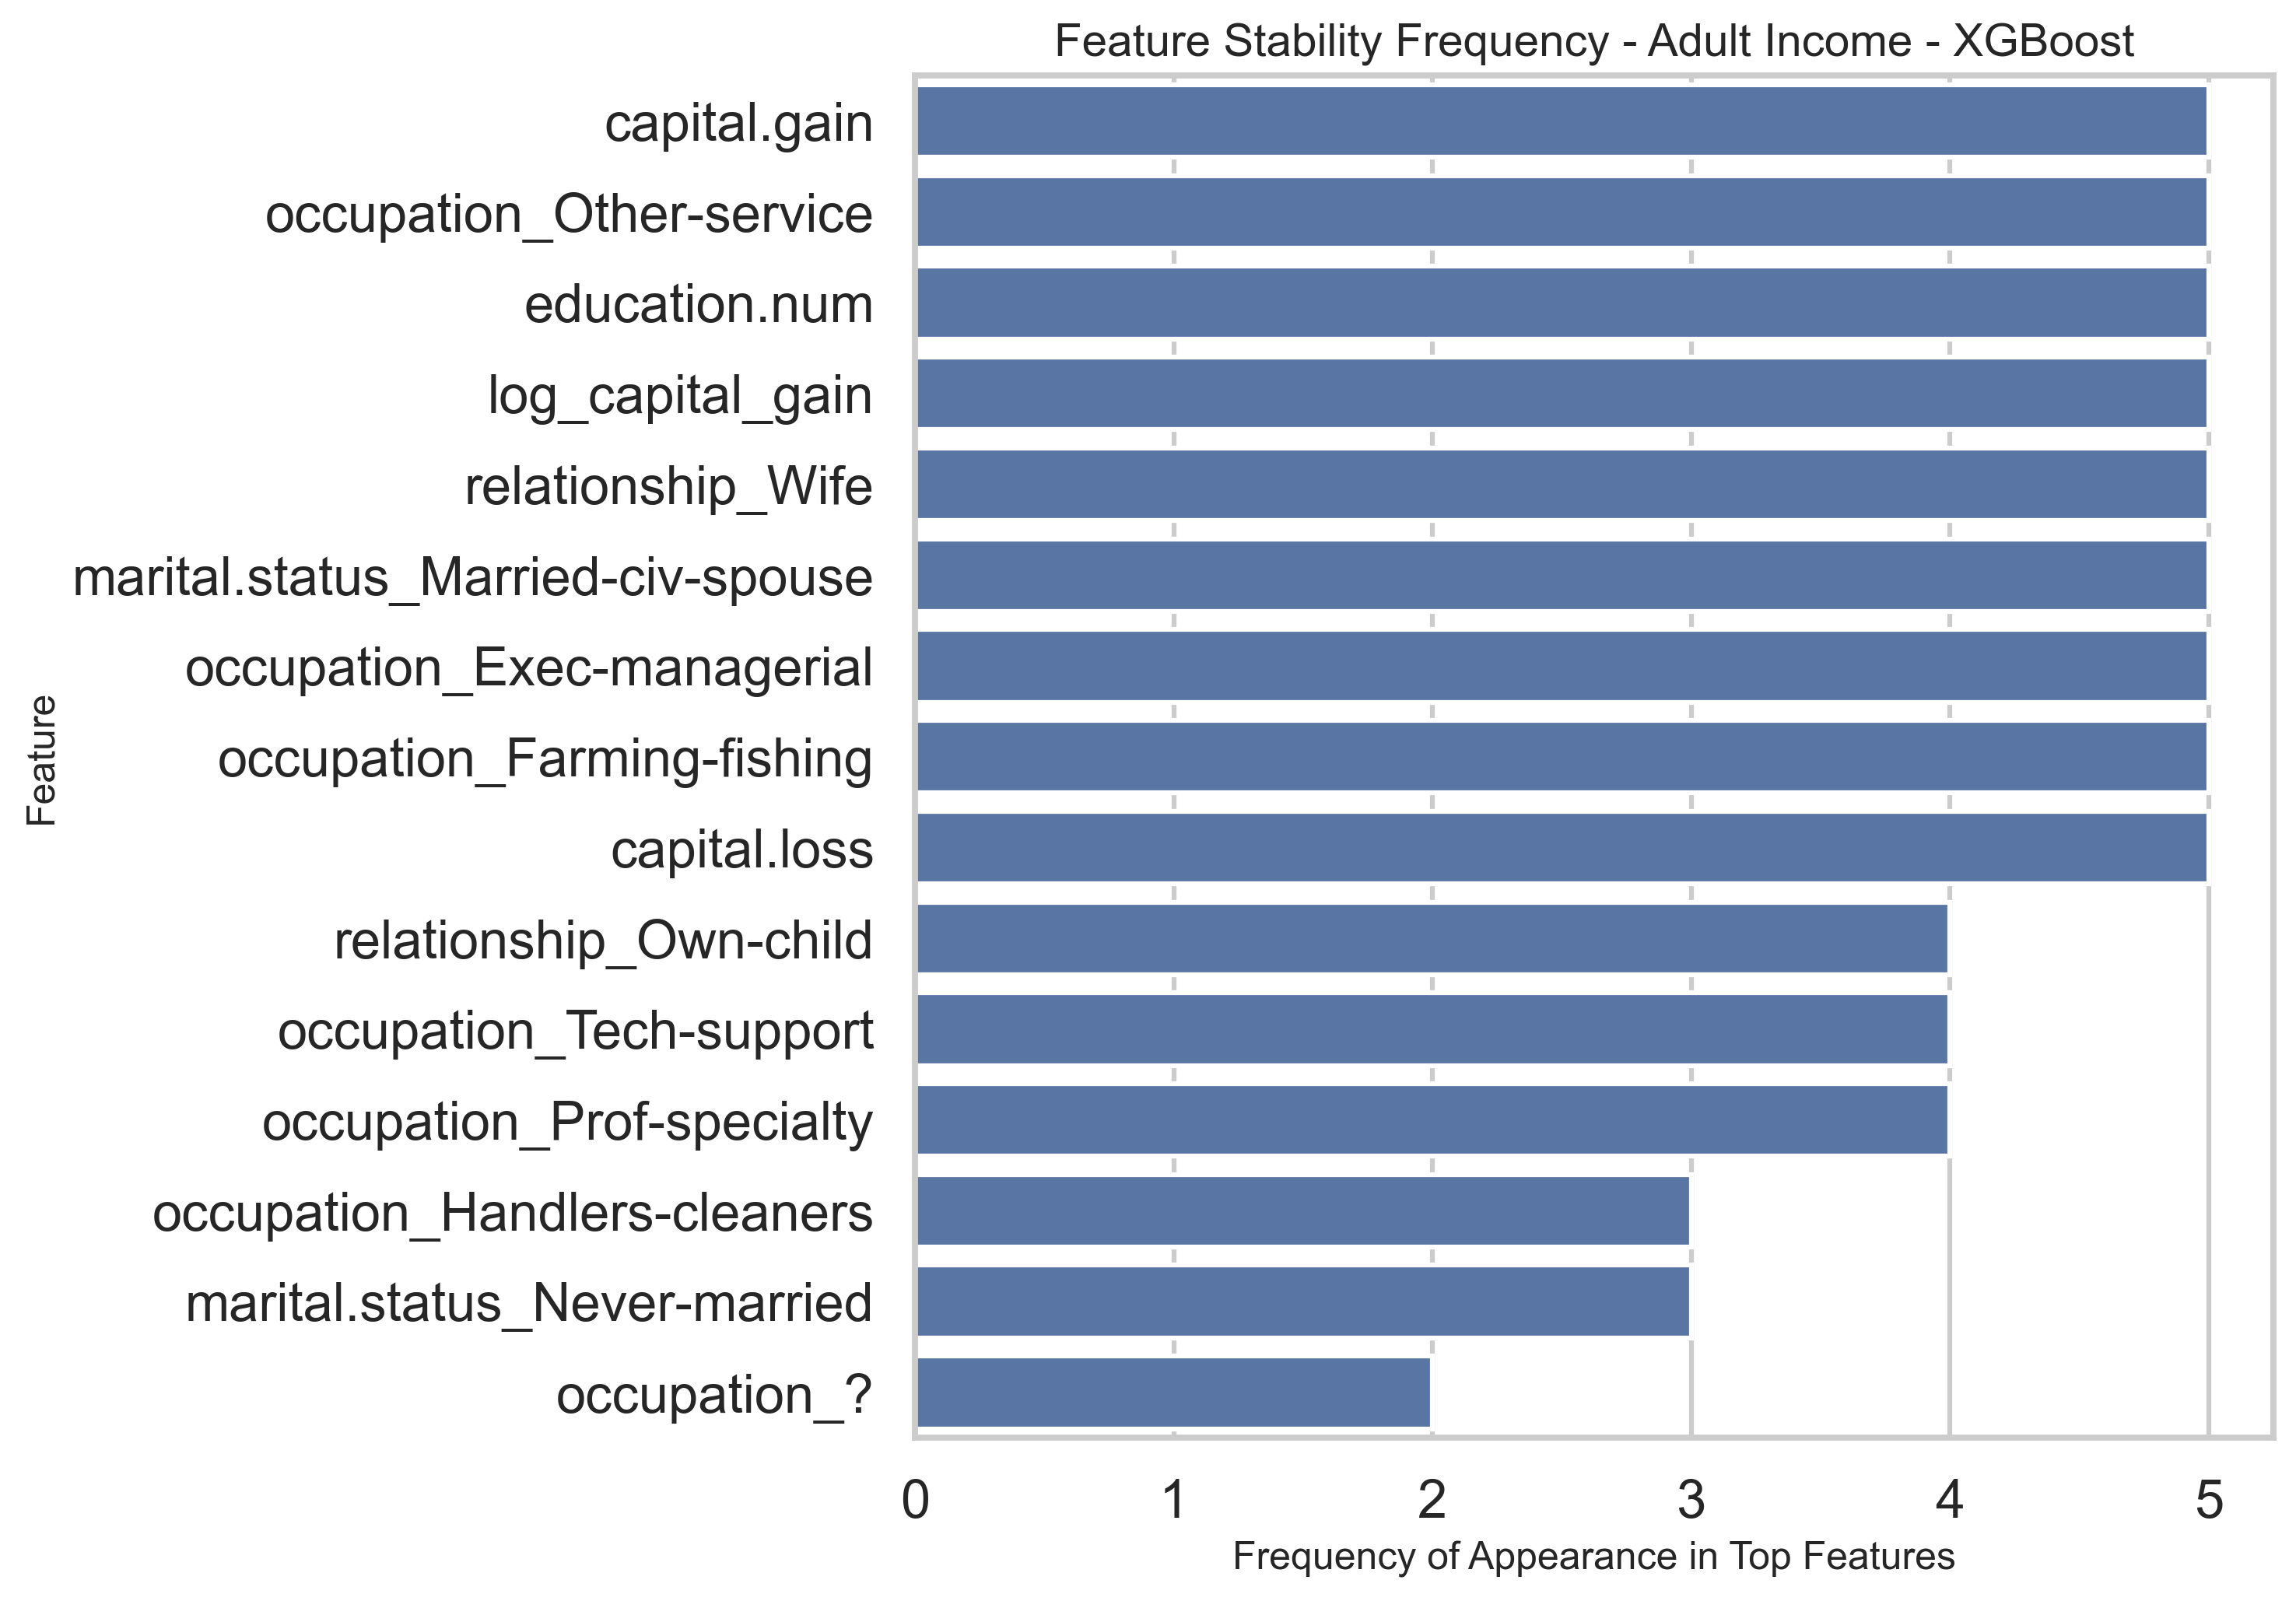 Feature Stability Frequency - Adult Income - XGBoost
capital.gain
occupation_Other-service
education.num
log_capital_gain
relationship_Wife
marital.status_Married-civ-spouse
occupation_Exec-managerial
occupation_Farming-fishing
capital.loss
relationship_Own-child
occupation_Tech-support
occupation_Prof-specialty
occupation_Handlers-cleaners
marital.status_Never-married
occupation_?
Feature
0 1 2 3 4 5
Frequency of Appearance in Top Features